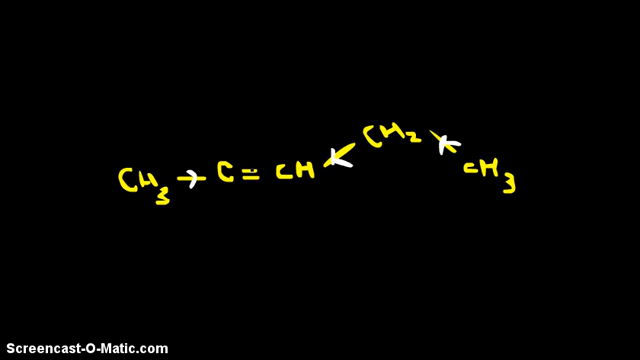 CH₃ → C = CH ← CH₂ ← CH₃
Screencast-O-Matic.com